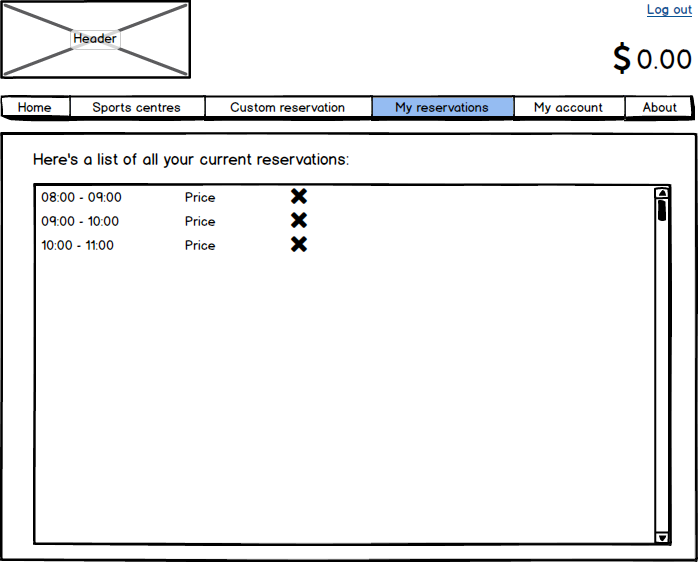 Log out
Header
$ 0.00
Home Sports centres Custom reservation My reservations My account About
Here's a list of all your current reservations:
08:00 - 09:00 Price
09:00 - 10:00 Price
10:00 - 11:00 Price